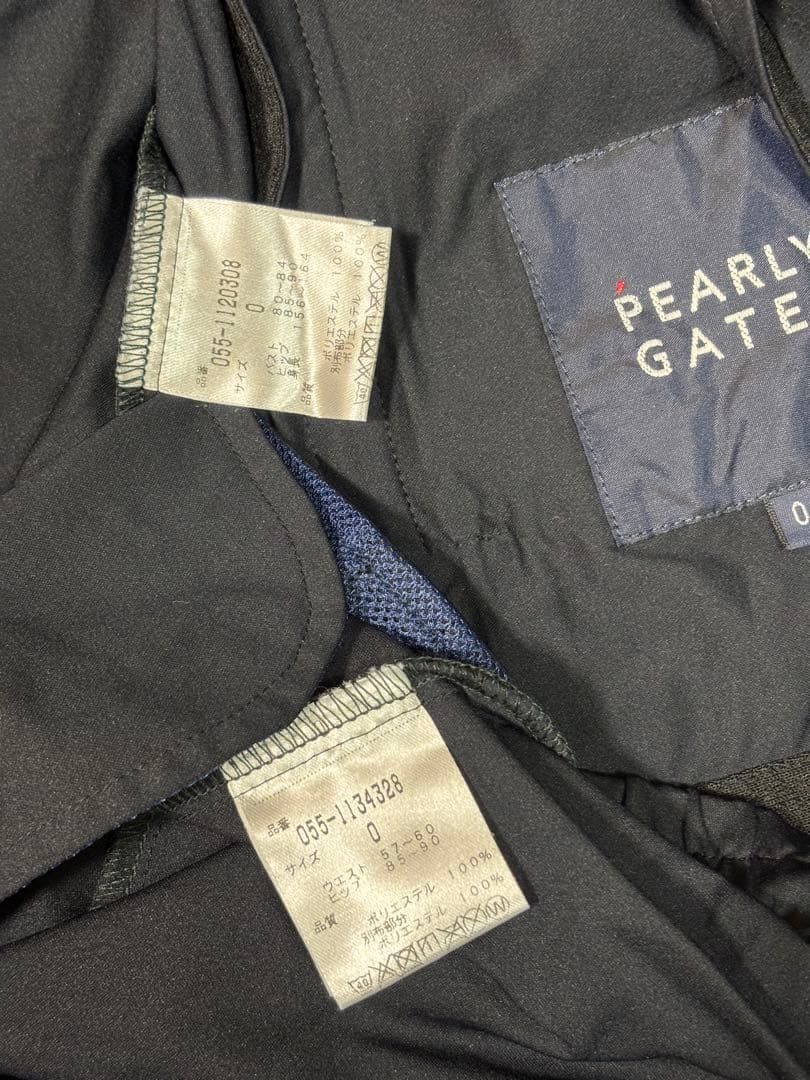 品番 055-1120308
サイズ 0
バスト 80~84
ヒップ 85~90
身長 156~164
品質 ポリエステル 100%
別布部分
ポリエステル 100%
40 W
PEARLY
GATE
0
品番 055-1134328
サイズ 0
ウエスト 57~60
ヒップ 85~90
品質 ポリエステル 100%
別布部分
ポリエステル 100%
40 W